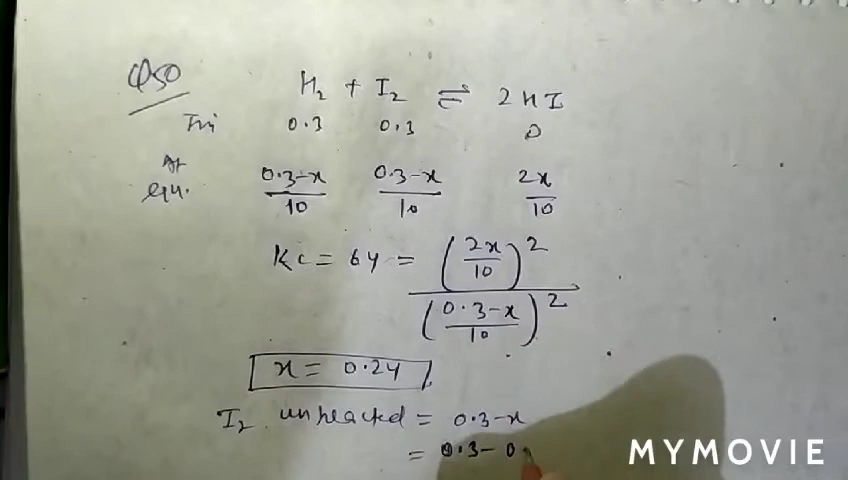 Q50
H₂ + I₂ ⇌ 2HI
Ini 0.3 0.3 0
At
equ. (0.3-x)/10 (0.3-x)/10 2x/10
Kc = 64 = (2x/10)² / ((0.3-x)/10)²
x = 0.24
I₂ unreacted = 0.3-x
= 0.3-0.
MYMOVIE